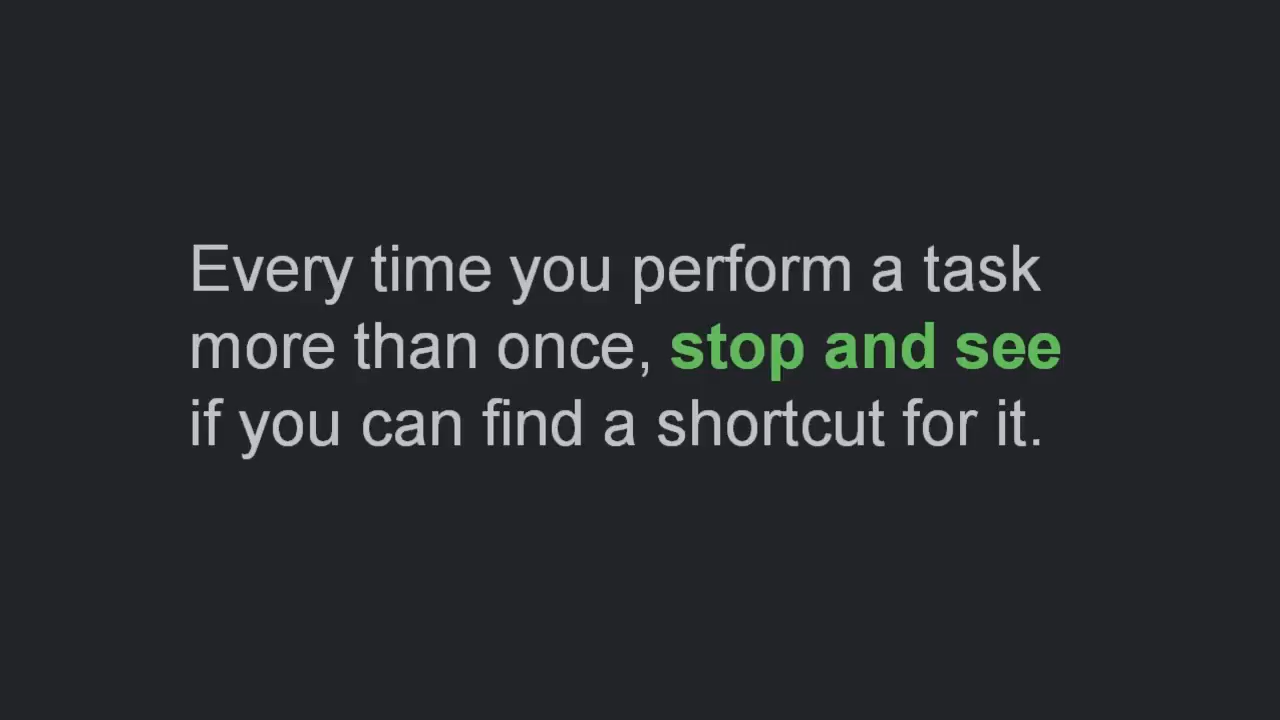 Every time you perform a task
more than once, stop and see
if you can find a shortcut for it.